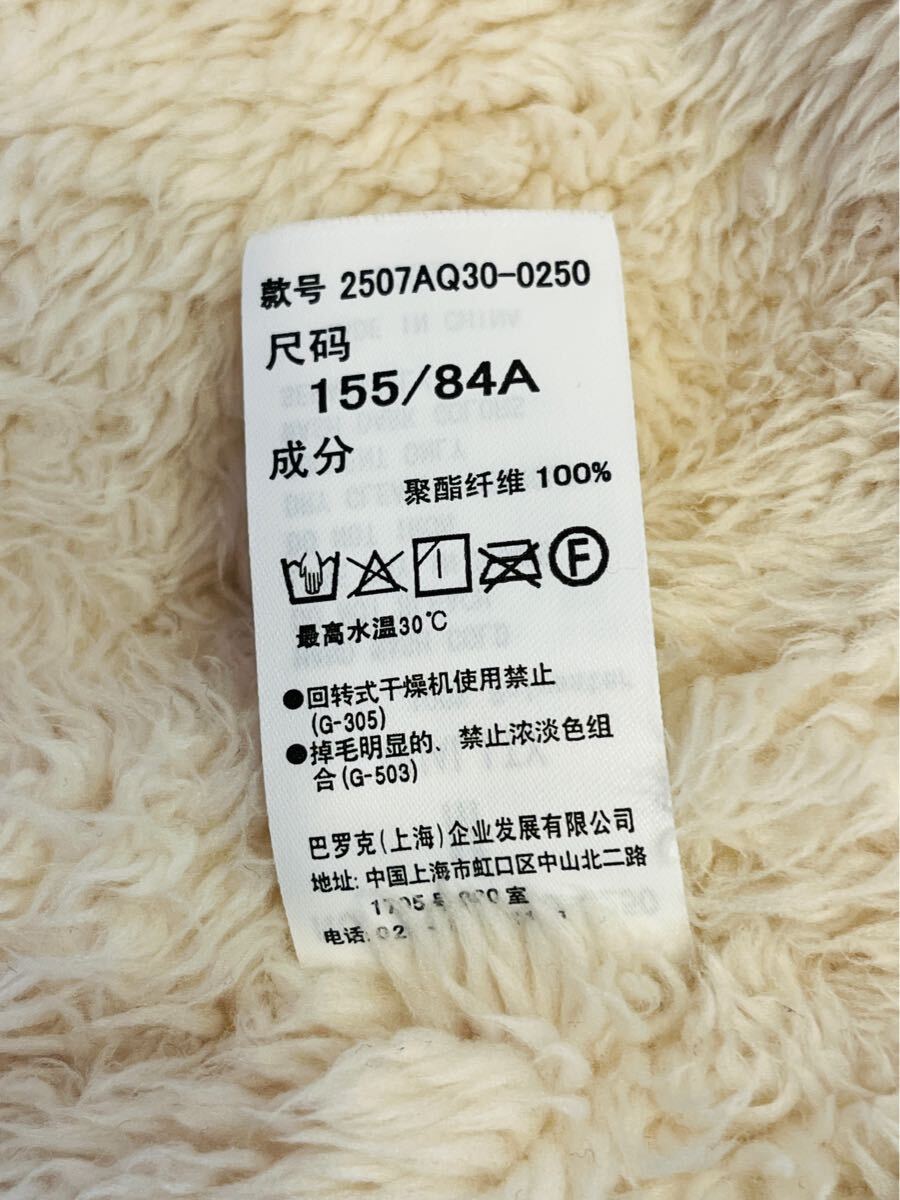 款号 2507AQ30-0250
尺码
155/84A
成分
聚酯纤维 100%
F
最高水温30℃
●回转式干燥机使用禁止
(G-305)
●掉毛明显的、禁止浓淡色组
合(G-503)
巴罗克(上海)企业发展有限公司
地址: 中国上海市虹口区中山北二路
室
电话: